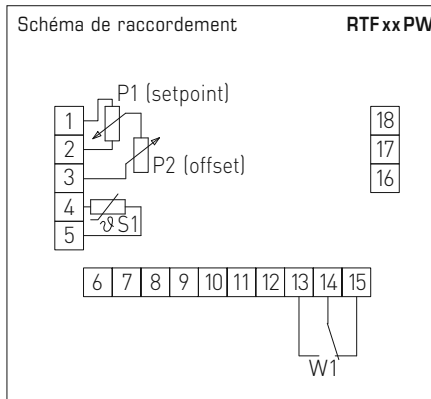 Schéma de raccordement RTFxxPW
P1 (setpoint)
1
2
3
4
5
P2 (offset)
ϑ S1
18
17
16
6 7 8 9 10 11 12 13 14 15
W1